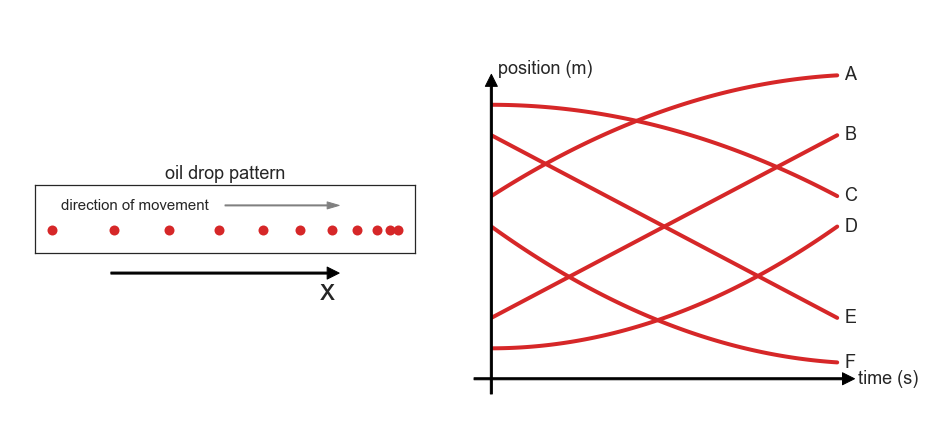 oil drop pattern
direction of movement
X
position (m)
A
B
C
D
E
F
time (s)